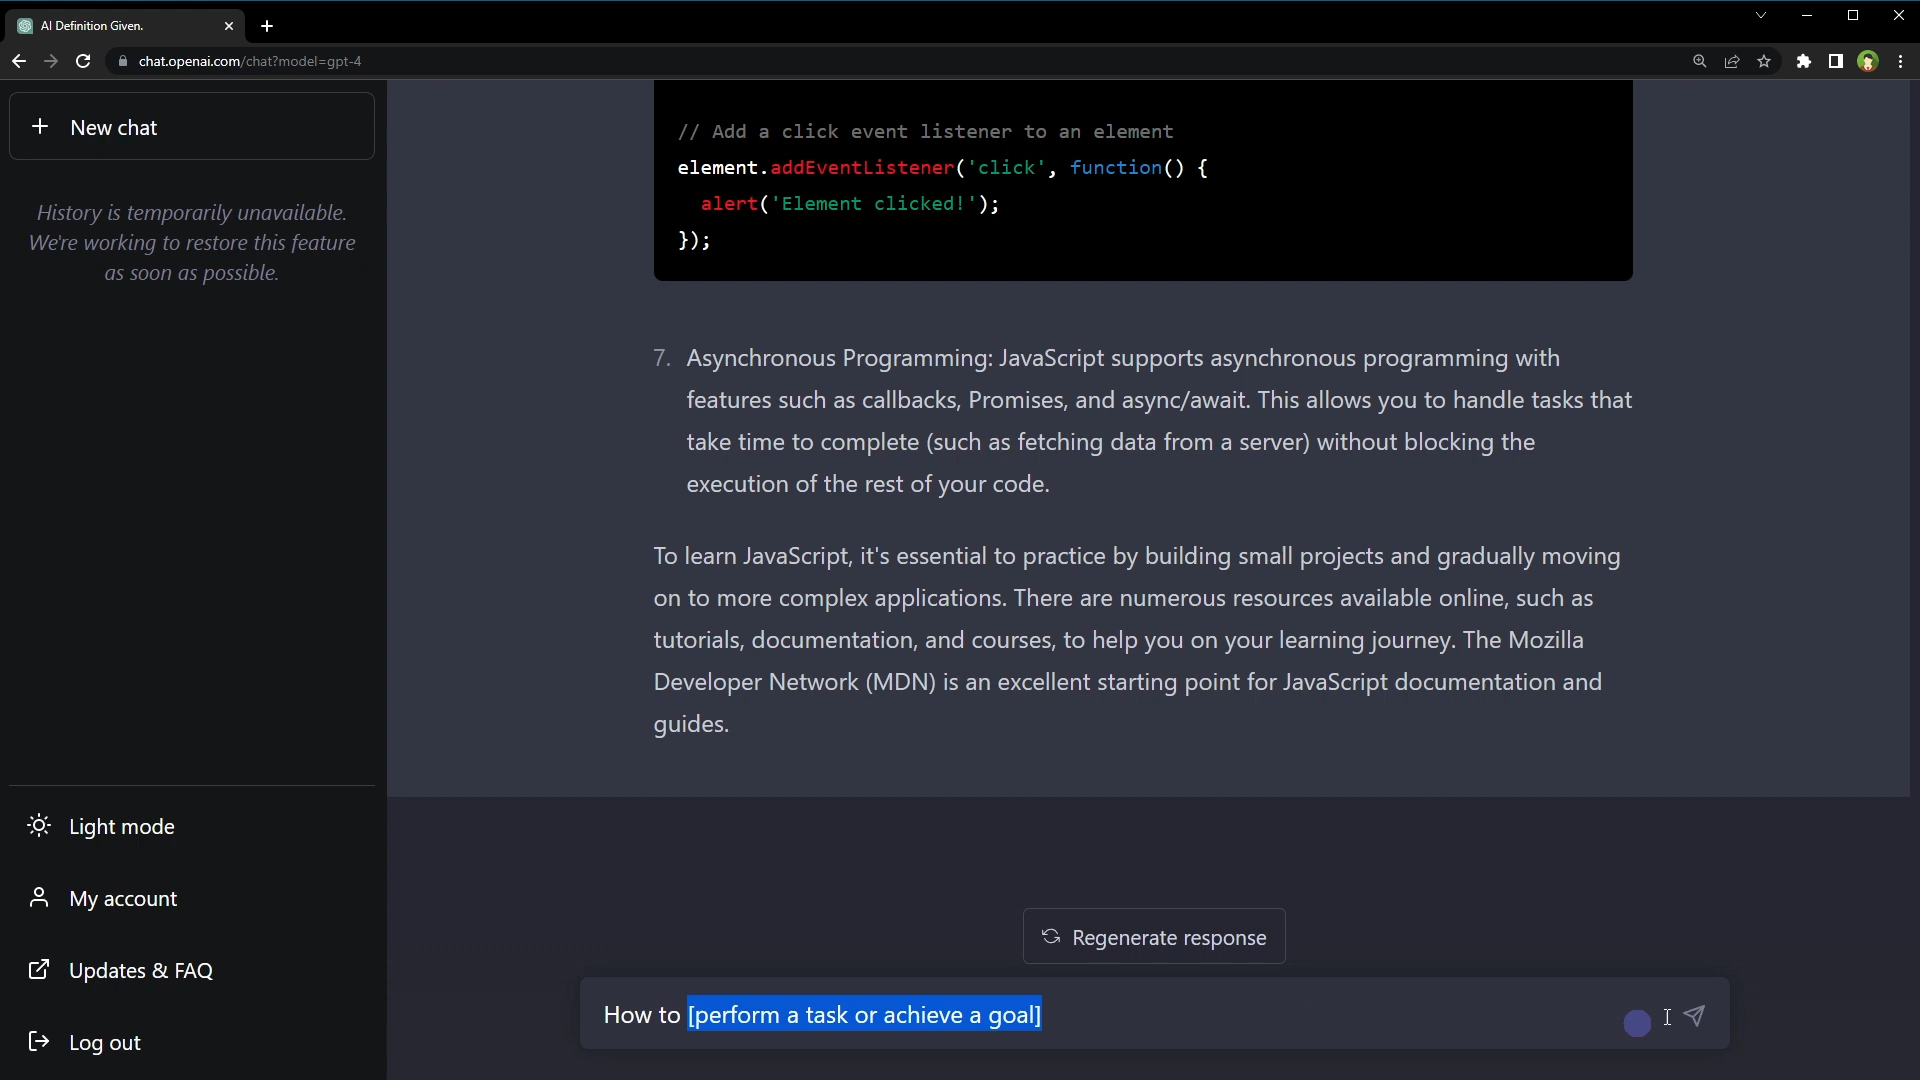 AI Definition Given.
chat.openai.com/chat?model=gpt-4
New chat
History is temporarily unavailable.
We're working to restore this feature
as soon as possible.
Light mode
My account
Updates & FAQ
Log out
// Add a click event listener to an element
element.addEventListener('click', function() {
alert('Element clicked!');
});
7. Asynchronous Programming: JavaScript supports asynchronous programming with
features such as callbacks, Promises, and async/await. This allows you to handle tasks that
take time to complete (such as fetching data from a server) without blocking the
execution of the rest of your code.
To learn JavaScript, it's essential to practice by building small projects and gradually moving
on to more complex applications. There are numerous resources available online, such as
tutorials, documentation, and courses, to help you on your learning journey. The Mozilla
Developer Network (MDN) is an excellent starting point for JavaScript documentation and
guides.
Regenerate response
How to [perform a task or achieve a goal]